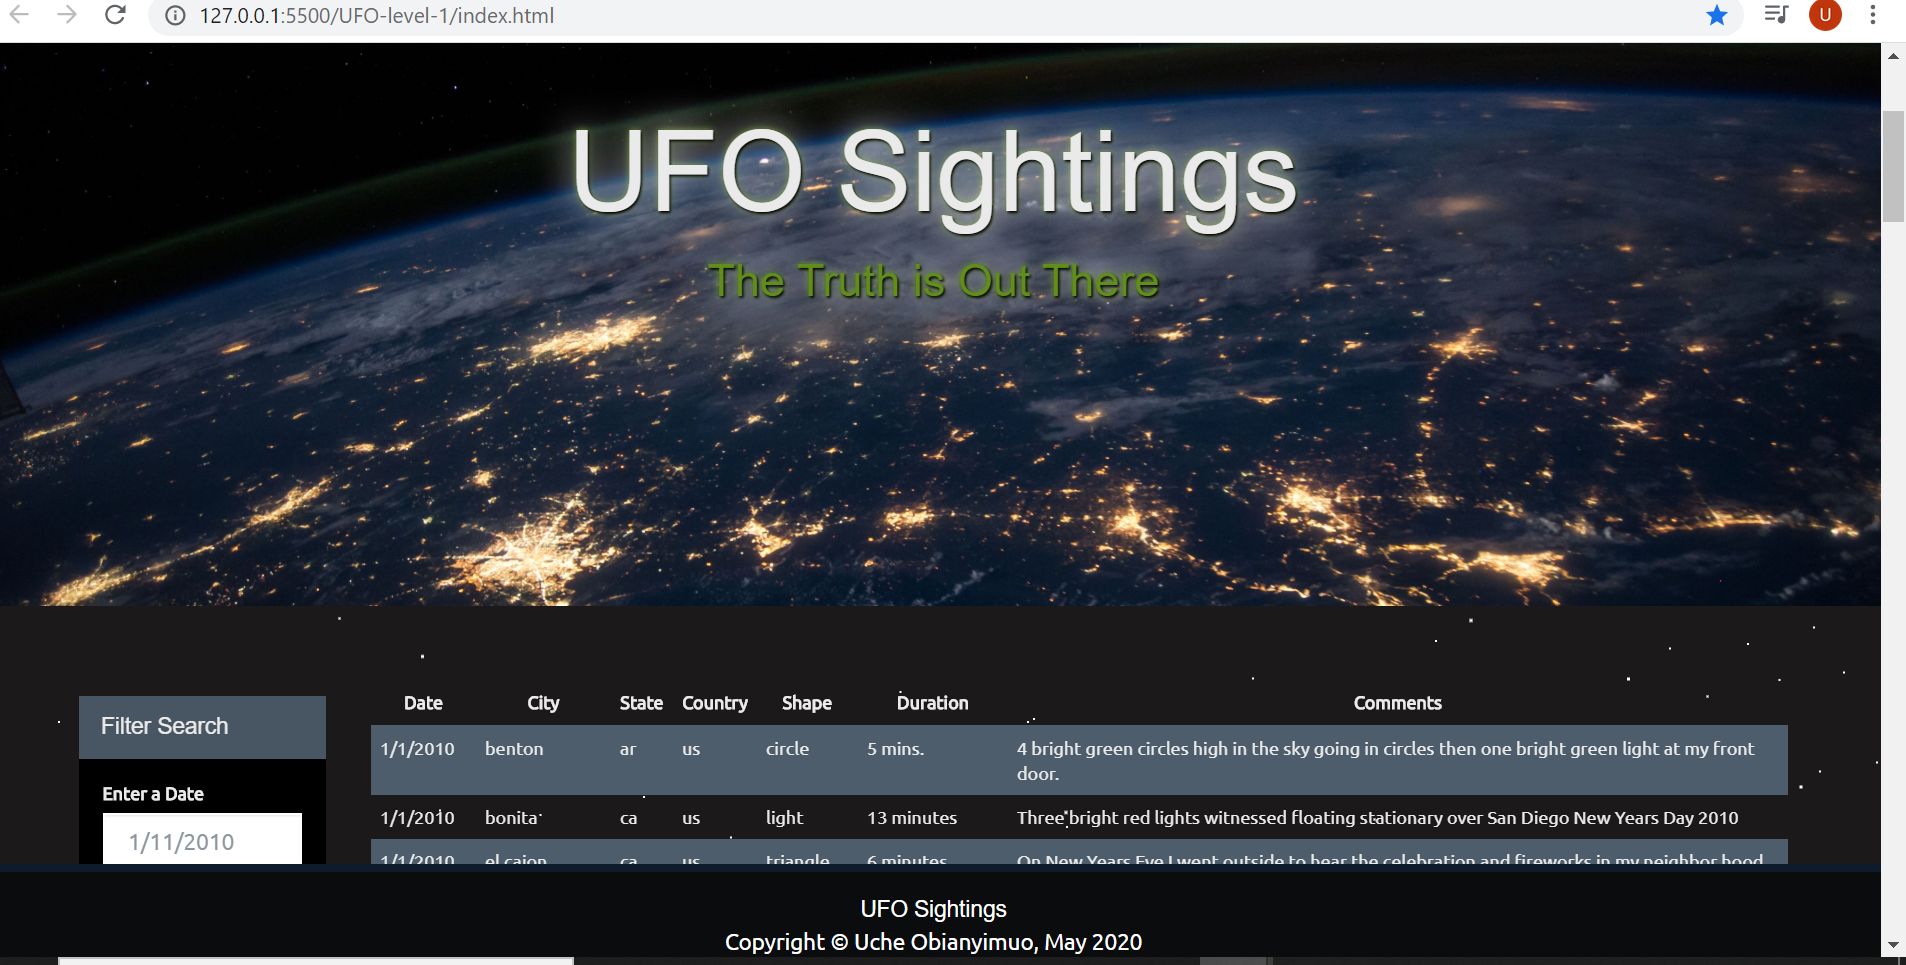 127.0.0.1:5500/UFO-level-1/index.html
U
UFO Sightings
The Truth is Out There
Filter Search
Enter a Date
1/11/2010
Date City State Country Shape Duration Comments
1/1/2010 benton ar us circle 5 mins. 4 bright green circles high in the sky going in circles then one bright green light at my front
door.
1/1/2010 bonita ca us light 13 minutes Three bright red lights witnessed floating stationary over San Diego New Years Day 2010
1/1/2010 el cajon ca us triangle 6 minutes On New Years Eve I went outside to hear the celebration and fireworks in my neighbor hood
UFO Sightings
Copyright © Uche Obianyimuo, May 2020